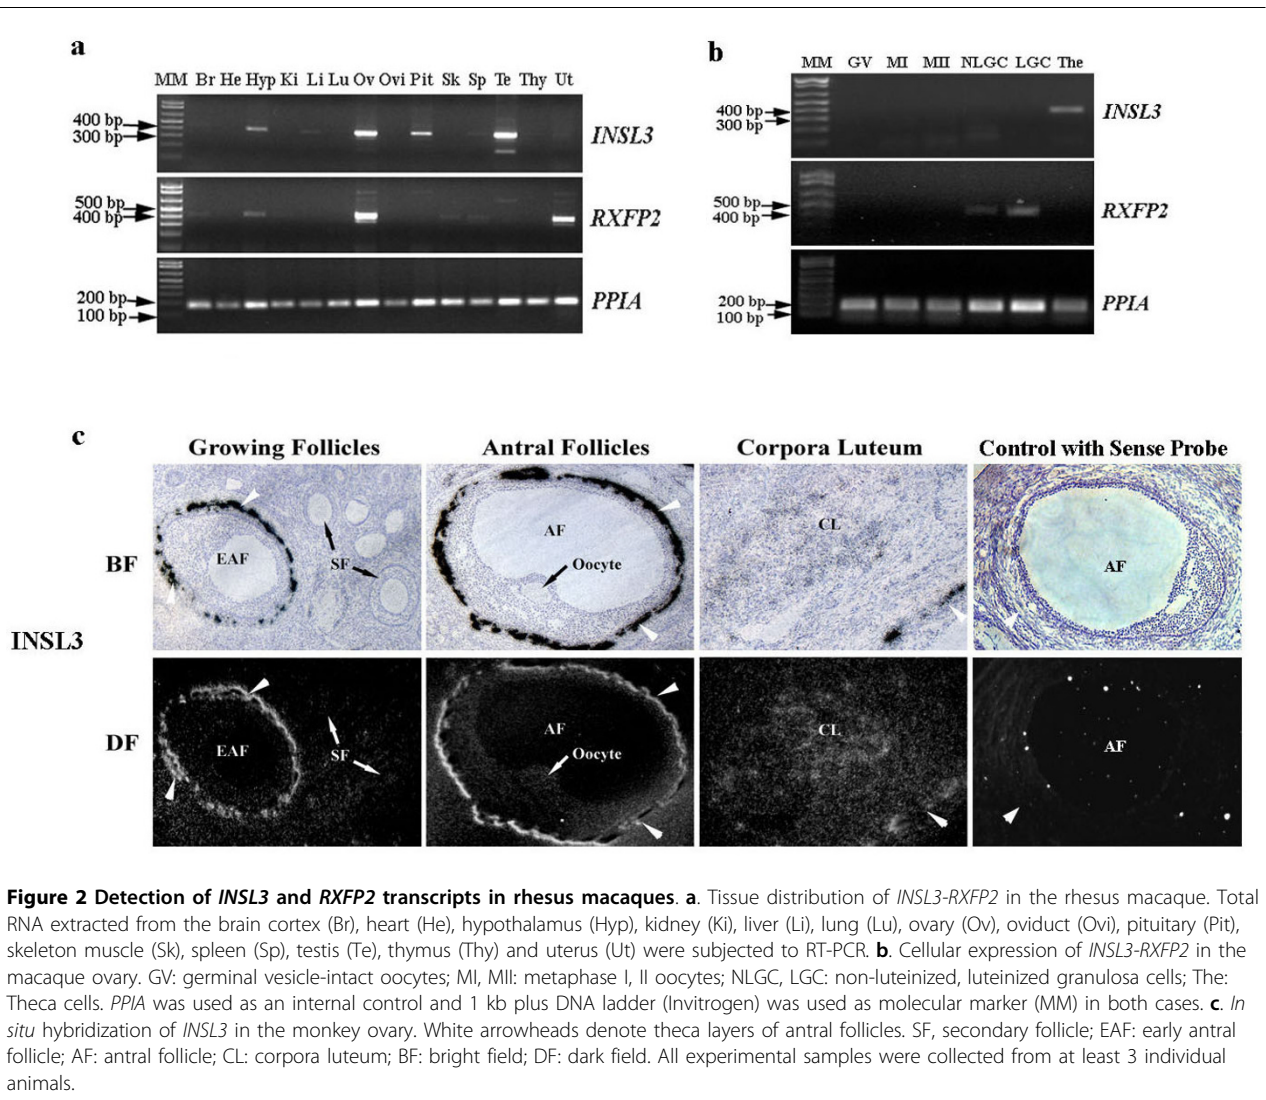 a
MM Br He Hyp Ki Li Lu Ov Ovi Pit Sk Sp Te Thy Ut
400 bp
300 bp
INSL3
500 bp
400 bp
RXFP2
200 bp
100 bp
PPIA
b
MM GV MI MII NLGC LGC The
400 bp
300 bp
INSL3
500 bp
400 bp
RXFP2
200 bp
100 bp
PPIA
c
Growing Follicles Antral Follicles Corpora Luteum Control with Sense Probe
BF
EAF SF
AF Oocyte
CL
AF
INSL3
DF
EAF SF
AF Oocyte
CL
AF
Figure 2 Detection of INSL3 and RXFP2 transcripts in rhesus macaques. a. Tissue distribution of INSL3-RXFP2 in the rhesus macaque. Total
RNA extracted from the brain cortex (Br), heart (He), hypothalamus (Hyp), kidney (Ki), liver (Li), lung (Lu), ovary (Ov), oviduct (Ovi), pituitary (Pit),
skeleton muscle (Sk), spleen (Sp), testis (Te), thymus (Thy) and uterus (Ut) were subjected to RT-PCR. b. Cellular expression of INSL3-RXFP2 in the
macaque ovary. GV: germinal vesicle-intact oocytes; MI, MII: metaphase I, II oocytes; NLGC, LGC: non-luteinized, luteinized granulosa cells; The:
Theca cells. PPIA was used as an internal control and 1 kb plus DNA ladder (Invitrogen) was used as molecular marker (MM) in both cases. c. In
situ hybridization of INSL3 in the monkey ovary. White arrowheads denote theca layers of antral follicles. SF, secondary follicle; EAF: early antral
follicle; AF: antral follicle; CL: corpora luteum; BF: bright field; DF: dark field. All experimental samples were collected from at least 3 individual
animals.